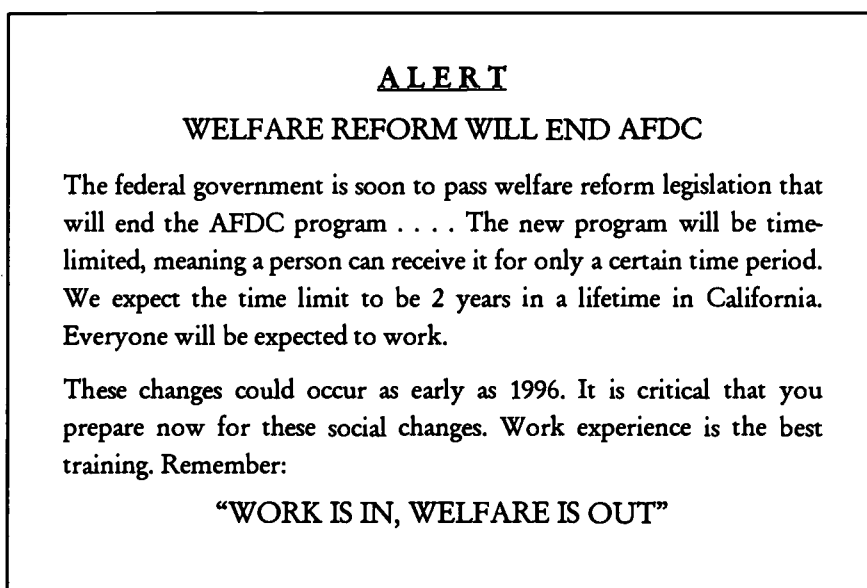 ALERT
WELFARE REFORM WILL END AFDC
The federal government is soon to pass welfare reform legislation that
will end the AFDC program . . . . The new program will be time-
limited, meaning a person can receive it for only a certain time period.
We expect the time limit to be 2 years in a lifetime in California.
Everyone will be expected to work.
These changes could occur as early as 1996. It is critical that you
prepare now for these social changes. Work experience is the best
training. Remember:
“WORK IS IN, WELFARE IS OUT”